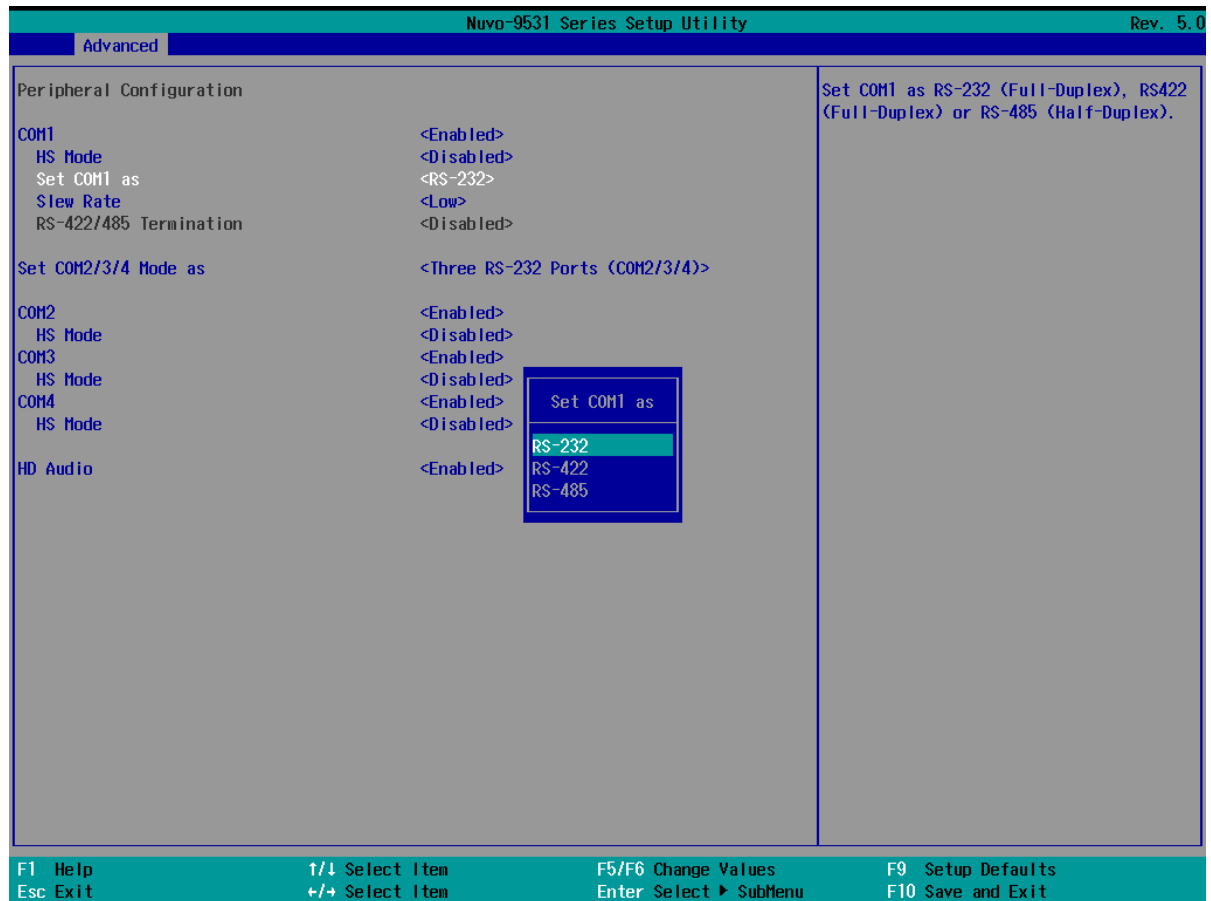 Nuvo-9531 Series Setup Utility Rev. 5.0
Advanced
Peripheral Configuration
COM1 <Enabled>
HS Mode <Disabled>
Set COM1 as <RS-232>
Slew Rate <Low>
RS-422/485 Termination <Disabled>
Set COM2/3/4 Mode as <Three RS-232 Ports (COM2/3/4)>
COM2 <Enabled>
HS Mode <Disabled>
COM3 <Enabled>
HS Mode <Disabled>
COM4 <Enabled>
HS Mode <Disabled>
HD Audio <Enabled>
Set COM1 as
RS-232
RS-422
RS-485
Set COM1 as RS-232 (Full-Duplex), RS422
(Full-Duplex) or RS-485 (Half-Duplex).
F1 Help ↑/↓ Select Item F5/F6 Change Values F9 Setup Defaults
Esc Exit ←/→ Select Item Enter Select ► SubMenu F10 Save and Exit